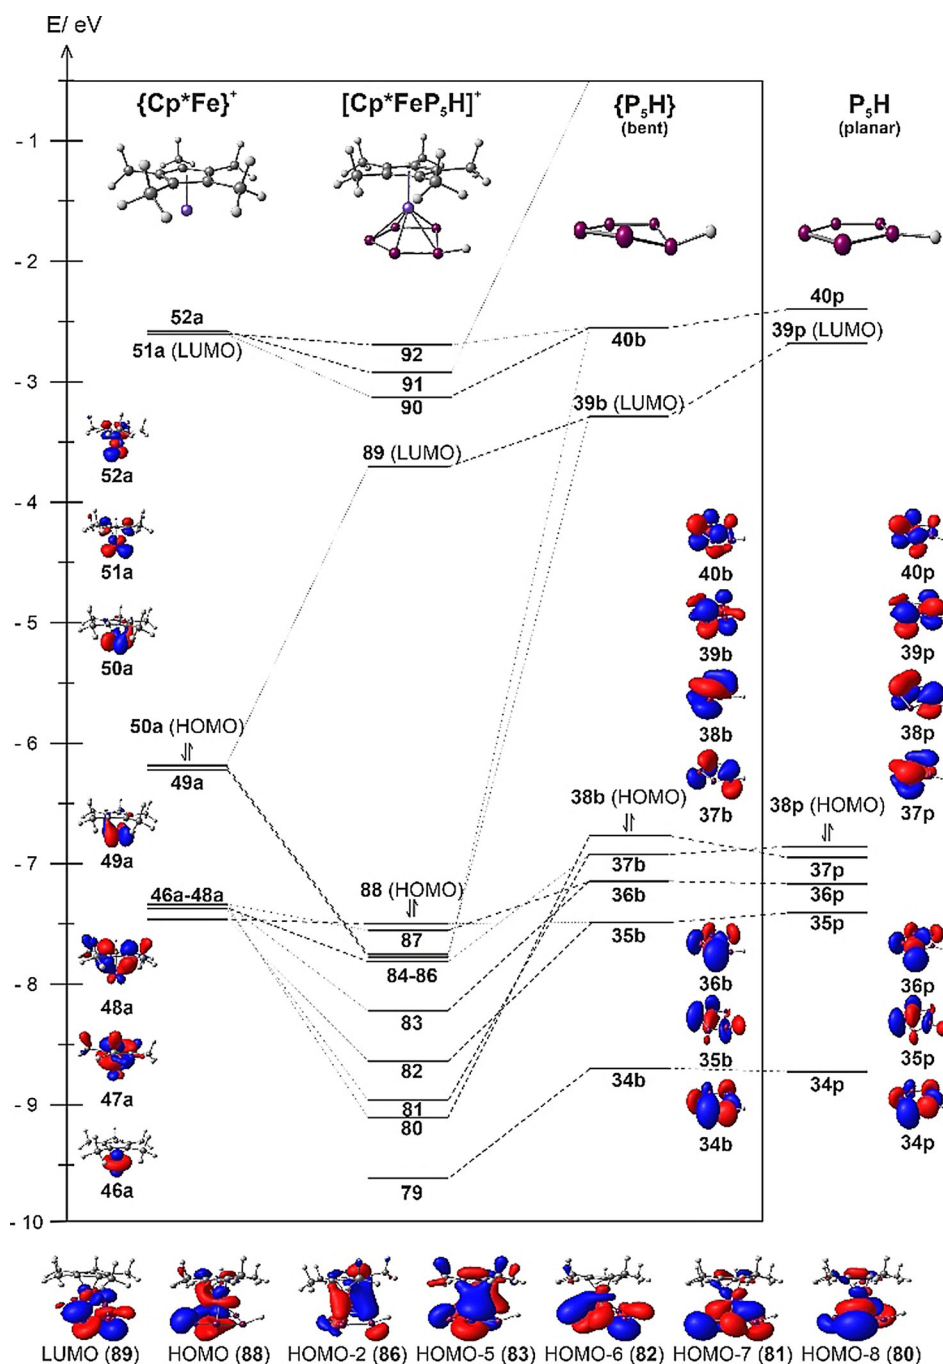 E/ eV
{Cp*Fe}⁺ [Cp*FeP₅H]⁺ {P₅H} P₅H
(bent) (planar)
- 1
- 2
40p
52a
39p (LUMO)
51a (LUMO) 92 40b
- 3
91
90
39b (LUMO)
89 (LUMO)
52a
- 4
51a
40b 40p
- 5
50a
39b 39p
50a (HOMO)
38b 38p
- 6
49a
37b 37p
38b (HOMO) 38p (HOMO)
49a
- 7
37b 37p
46a-48a 88 (HOMO) 36b 36p
87 35b 35p
84-86
- 8
36b 36p
48a
83
35b 35p
82
47a
34b 34p
- 9
81
80
34b 34p
46a
79
- 10
LUMO (89) HOMO (88) HOMO-2 (86) HOMO-5 (83) HOMO-6 (82) HOMO-7 (81) HOMO-8 (80)